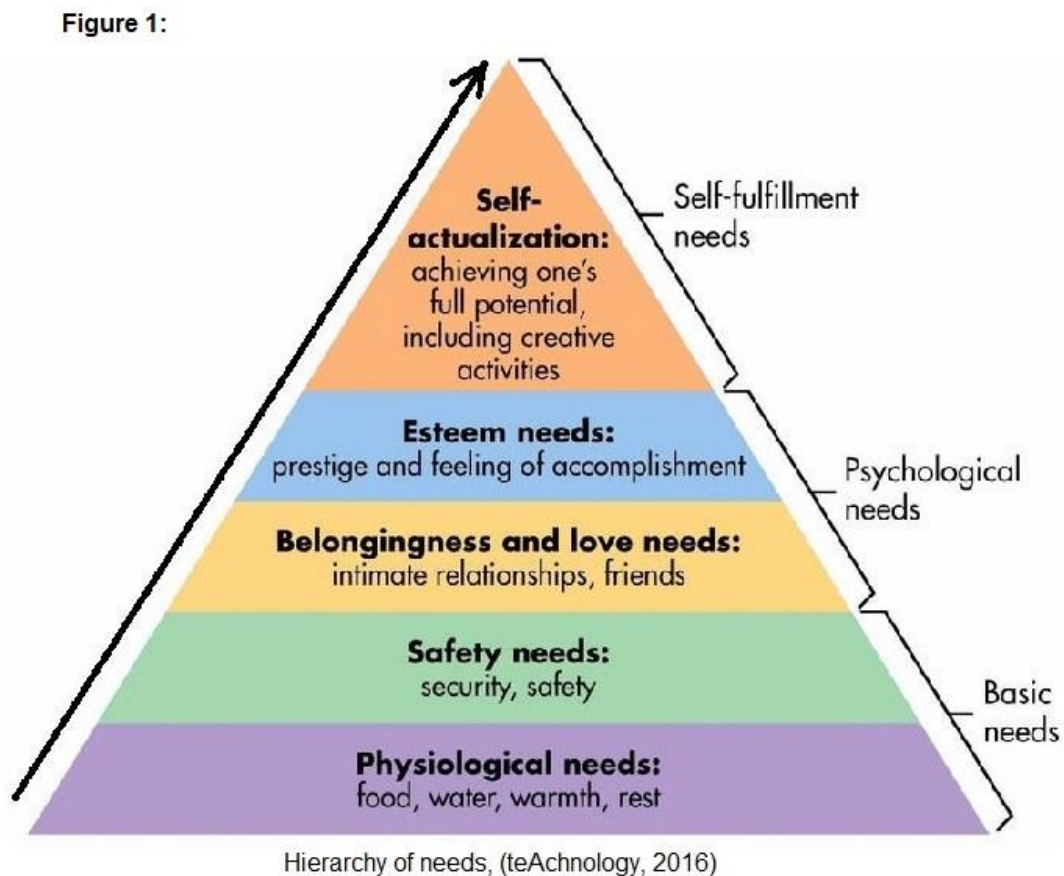 Figure 1:
Self-
actualization:
achieving one's
full potential,
including creative
activities
Self-fulfillment
needs
Esteem needs:
prestige and feeling of accomplishment
Psychological
needs
Belongingness and love needs:
intimate relationships, friends
Safety needs:
security, safety
Basic
needs
Physiological needs:
food, water, warmth, rest
Hierarchy of needs, (teAchnology, 2016)